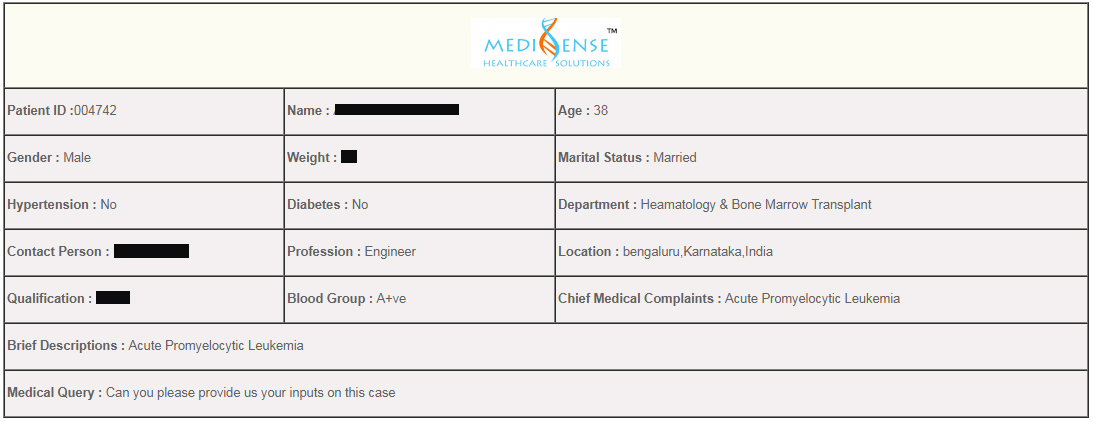 MEDISENSE™
HEALTHCARE SOLUTIONS
Patient ID :004742 Name : Age : 38
Gender : Male Weight : Marital Status : Married
Hypertension : No Diabetes : No Department : Heamatology & Bone Marrow Transplant
Contact Person : Profession : Engineer Location : bengaluru,Karnataka,India
Qualification : Blood Group : A+ve Chief Medical Complaints : Acute Promyelocytic Leukemia
Brief Descriptions : Acute Promyelocytic Leukemia
Medical Query : Can you please provide us your inputs on this case